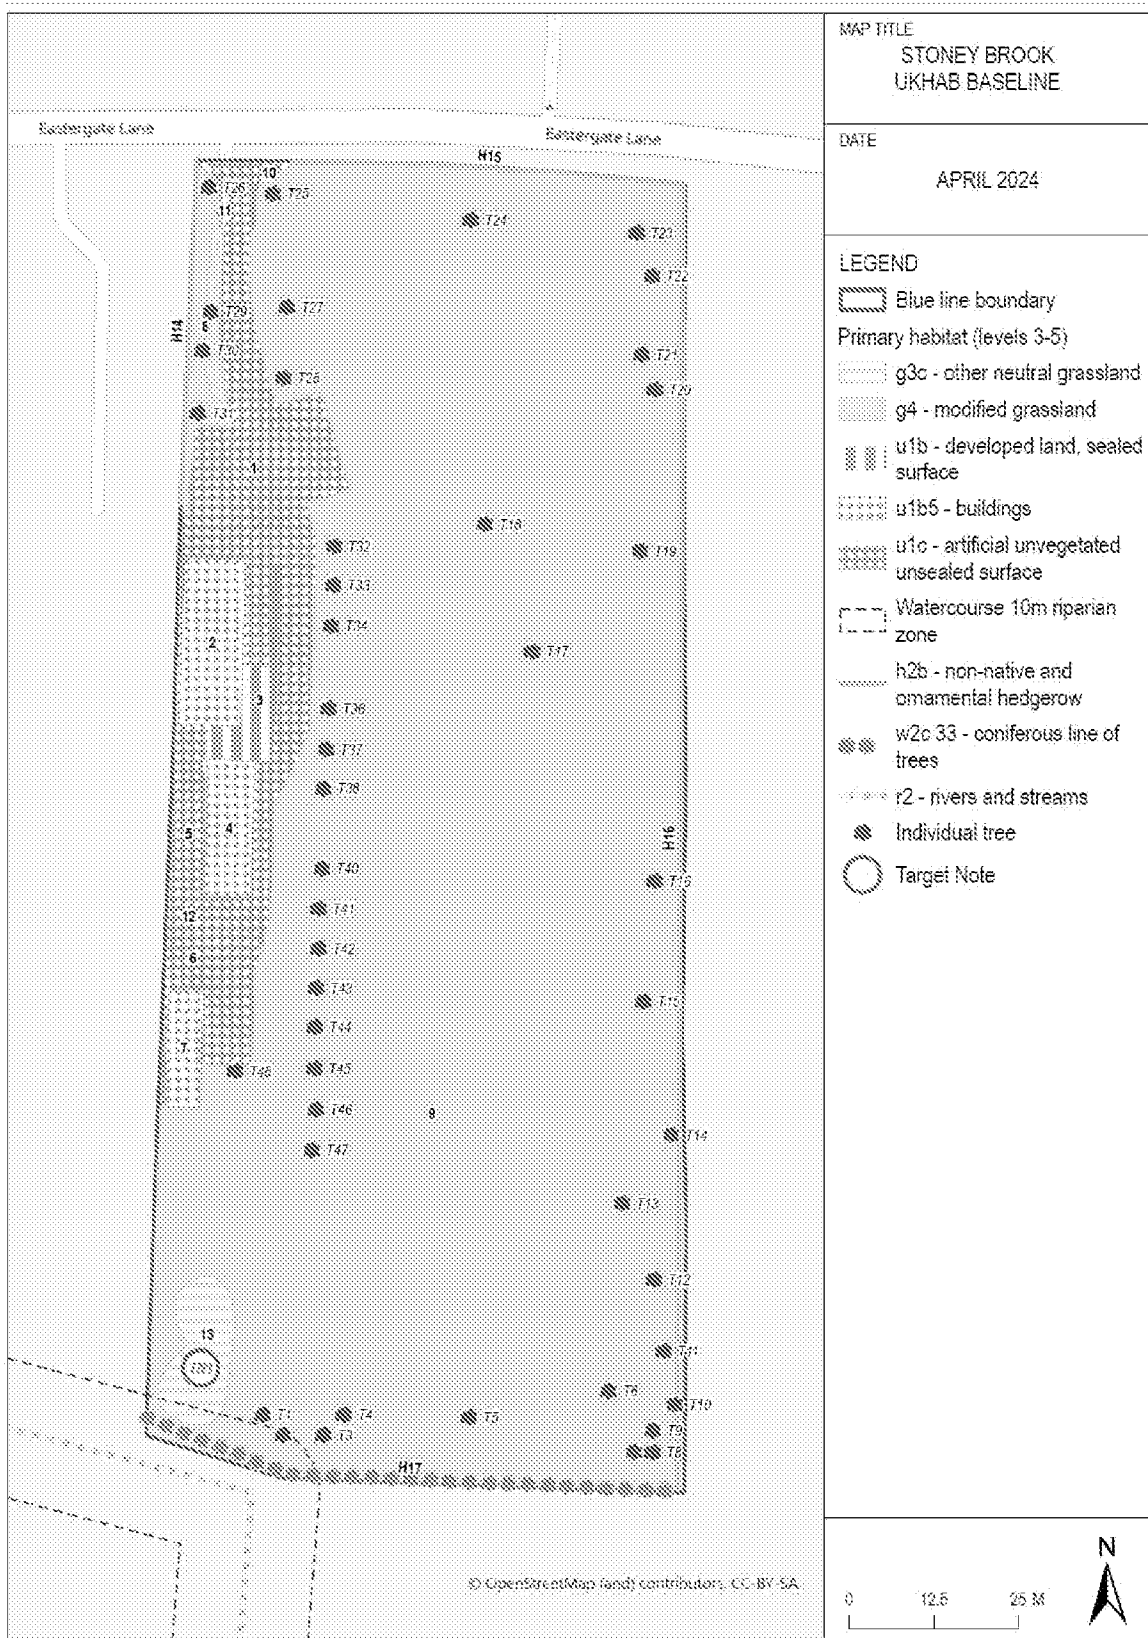 MAP TITLE
STONEY BROOK
UKHAB BASELINE
DATE
APRIL 2024
LEGEND
Blue line boundary
Primary habitat (levels 3-5)
g3c - other neutral grassland
g4 - modified grassland
u1b - developed land, sealed
surface
u1b5 - buildings
u1c - artificial unvegetated
unsealed surface
Watercourse 10m riparian
zone
h2b - non-native and
ornamental hedgerow
w2c 33 - coniferous line of
trees
r2 - rivers and streams
Individual tree
Target Note
N
0 12.5 25 M
Eastergate Lane
Eastergate Lane
H15
10
T26
T25
11
T24
T23
T22
T29
T27
H14
T30
T21
T28
T20
T31
1
T18
T32
T19
T33
T34
2
T17
3
T36
T37
T38
5
4
H16
T40
T16
T41
12
T42
6
T43
T15
T44
7
T45
T48
T46
9
T14
T47
T13
T12
13
T11
T6
T10
T1
T4
T5
T9
T3
T8
H17
© OpenStreetMap (and) contributors, CC-BY-SA